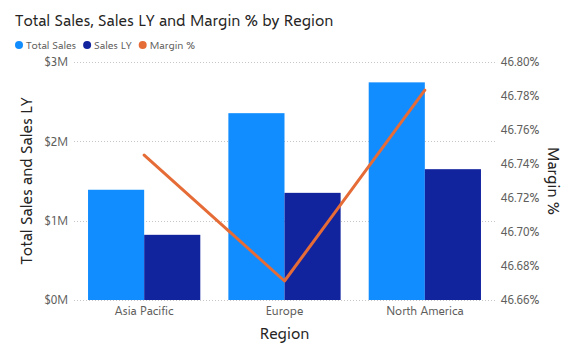 Total Sales, Sales LY and Margin % by Region
Total Sales Sales LY Margin %
$3M
$2M
$1M
$0M
Total Sales and Sales LY
46.80%
46.78%
46.76%
46.74%
46.72%
46.70%
46.68%
46.66%
Margin %
Asia Pacific Europe North America
Region